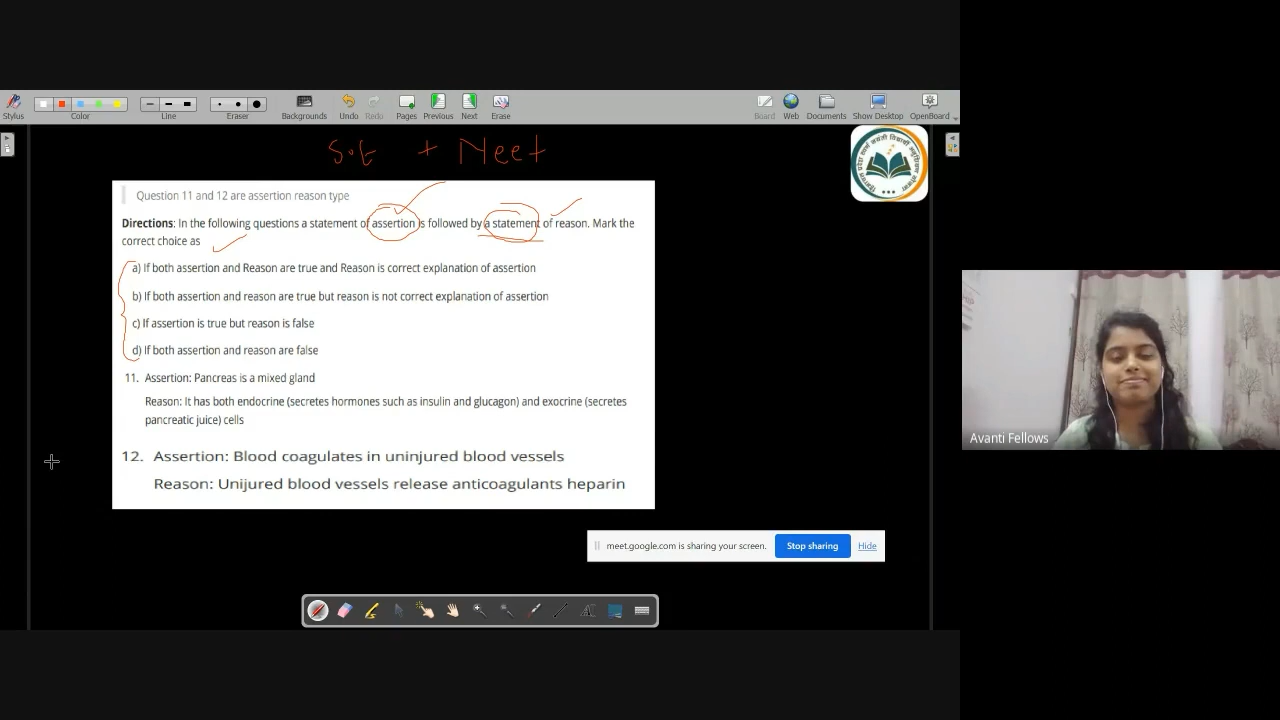 Stylus
Color
Line
Eraser
Backgrounds
Undo
Redo
Pages
Previous
Next
Erase
Board
Web
Documents
Show Desktop
OpenBoard
S.E + Neet
Question 11 and 12 are assertion reason type
Directions: In the following questions a statement of assertion is followed by a statement of reason. Mark the
correct choice as
a) If both assertion and Reason are true and Reason is correct explanation of assertion
b) If both assertion and reason are true but reason is not correct explanation of assertion
c) If assertion is true but reason is false
d) If both assertion and reason are false
11. Assertion: Pancreas is a mixed gland
Reason: It has both endocrine (secretes hormones such as insulin and glucagon) and exocrine (secretes
pancreatic juice) cells
12. Assertion: Blood coagulates in uninjured blood vessels
Reason: Unijured blood vessels release anticoagulants heparin
Avanti Fellows
meet.google.com is sharing your screen.
Stop sharing
Hide